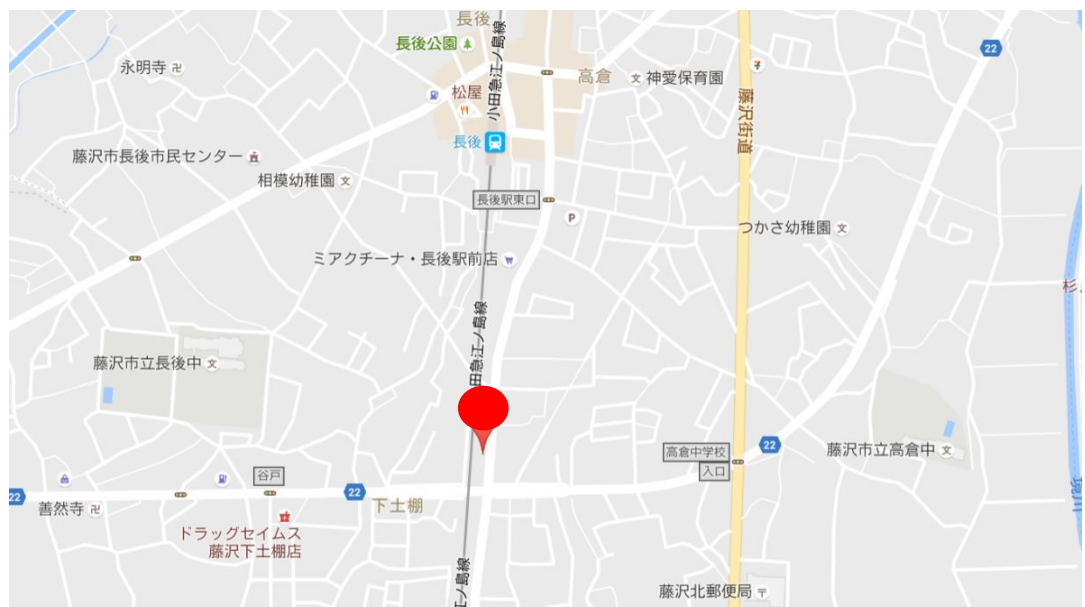 長後
長後公園
小田急江ノ島線
22
永明寺
高倉
神愛保育園
松屋
藤沢街道
長後
藤沢市長後市民センター
相模幼稚園
長後駅東口
P
つかさ幼稚園
ミアクチーナ・長後駅前店
田急江ノ島線
藤沢市立長後中
高倉中学校
入口
22
藤沢市立高倉中
谷戸
22
22
善然寺
下土棚
ドラッグセイムス
藤沢下土棚店
江ノ島線
藤沢北郵便局